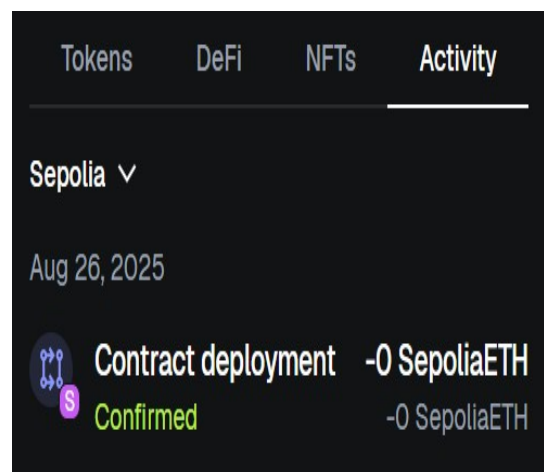 Tokens DeFi NFTs Activity
Sepolia
Aug 26, 2025
Contract deployment -0 SepoliaETH
S
Confirmed -0 SepoliaETH